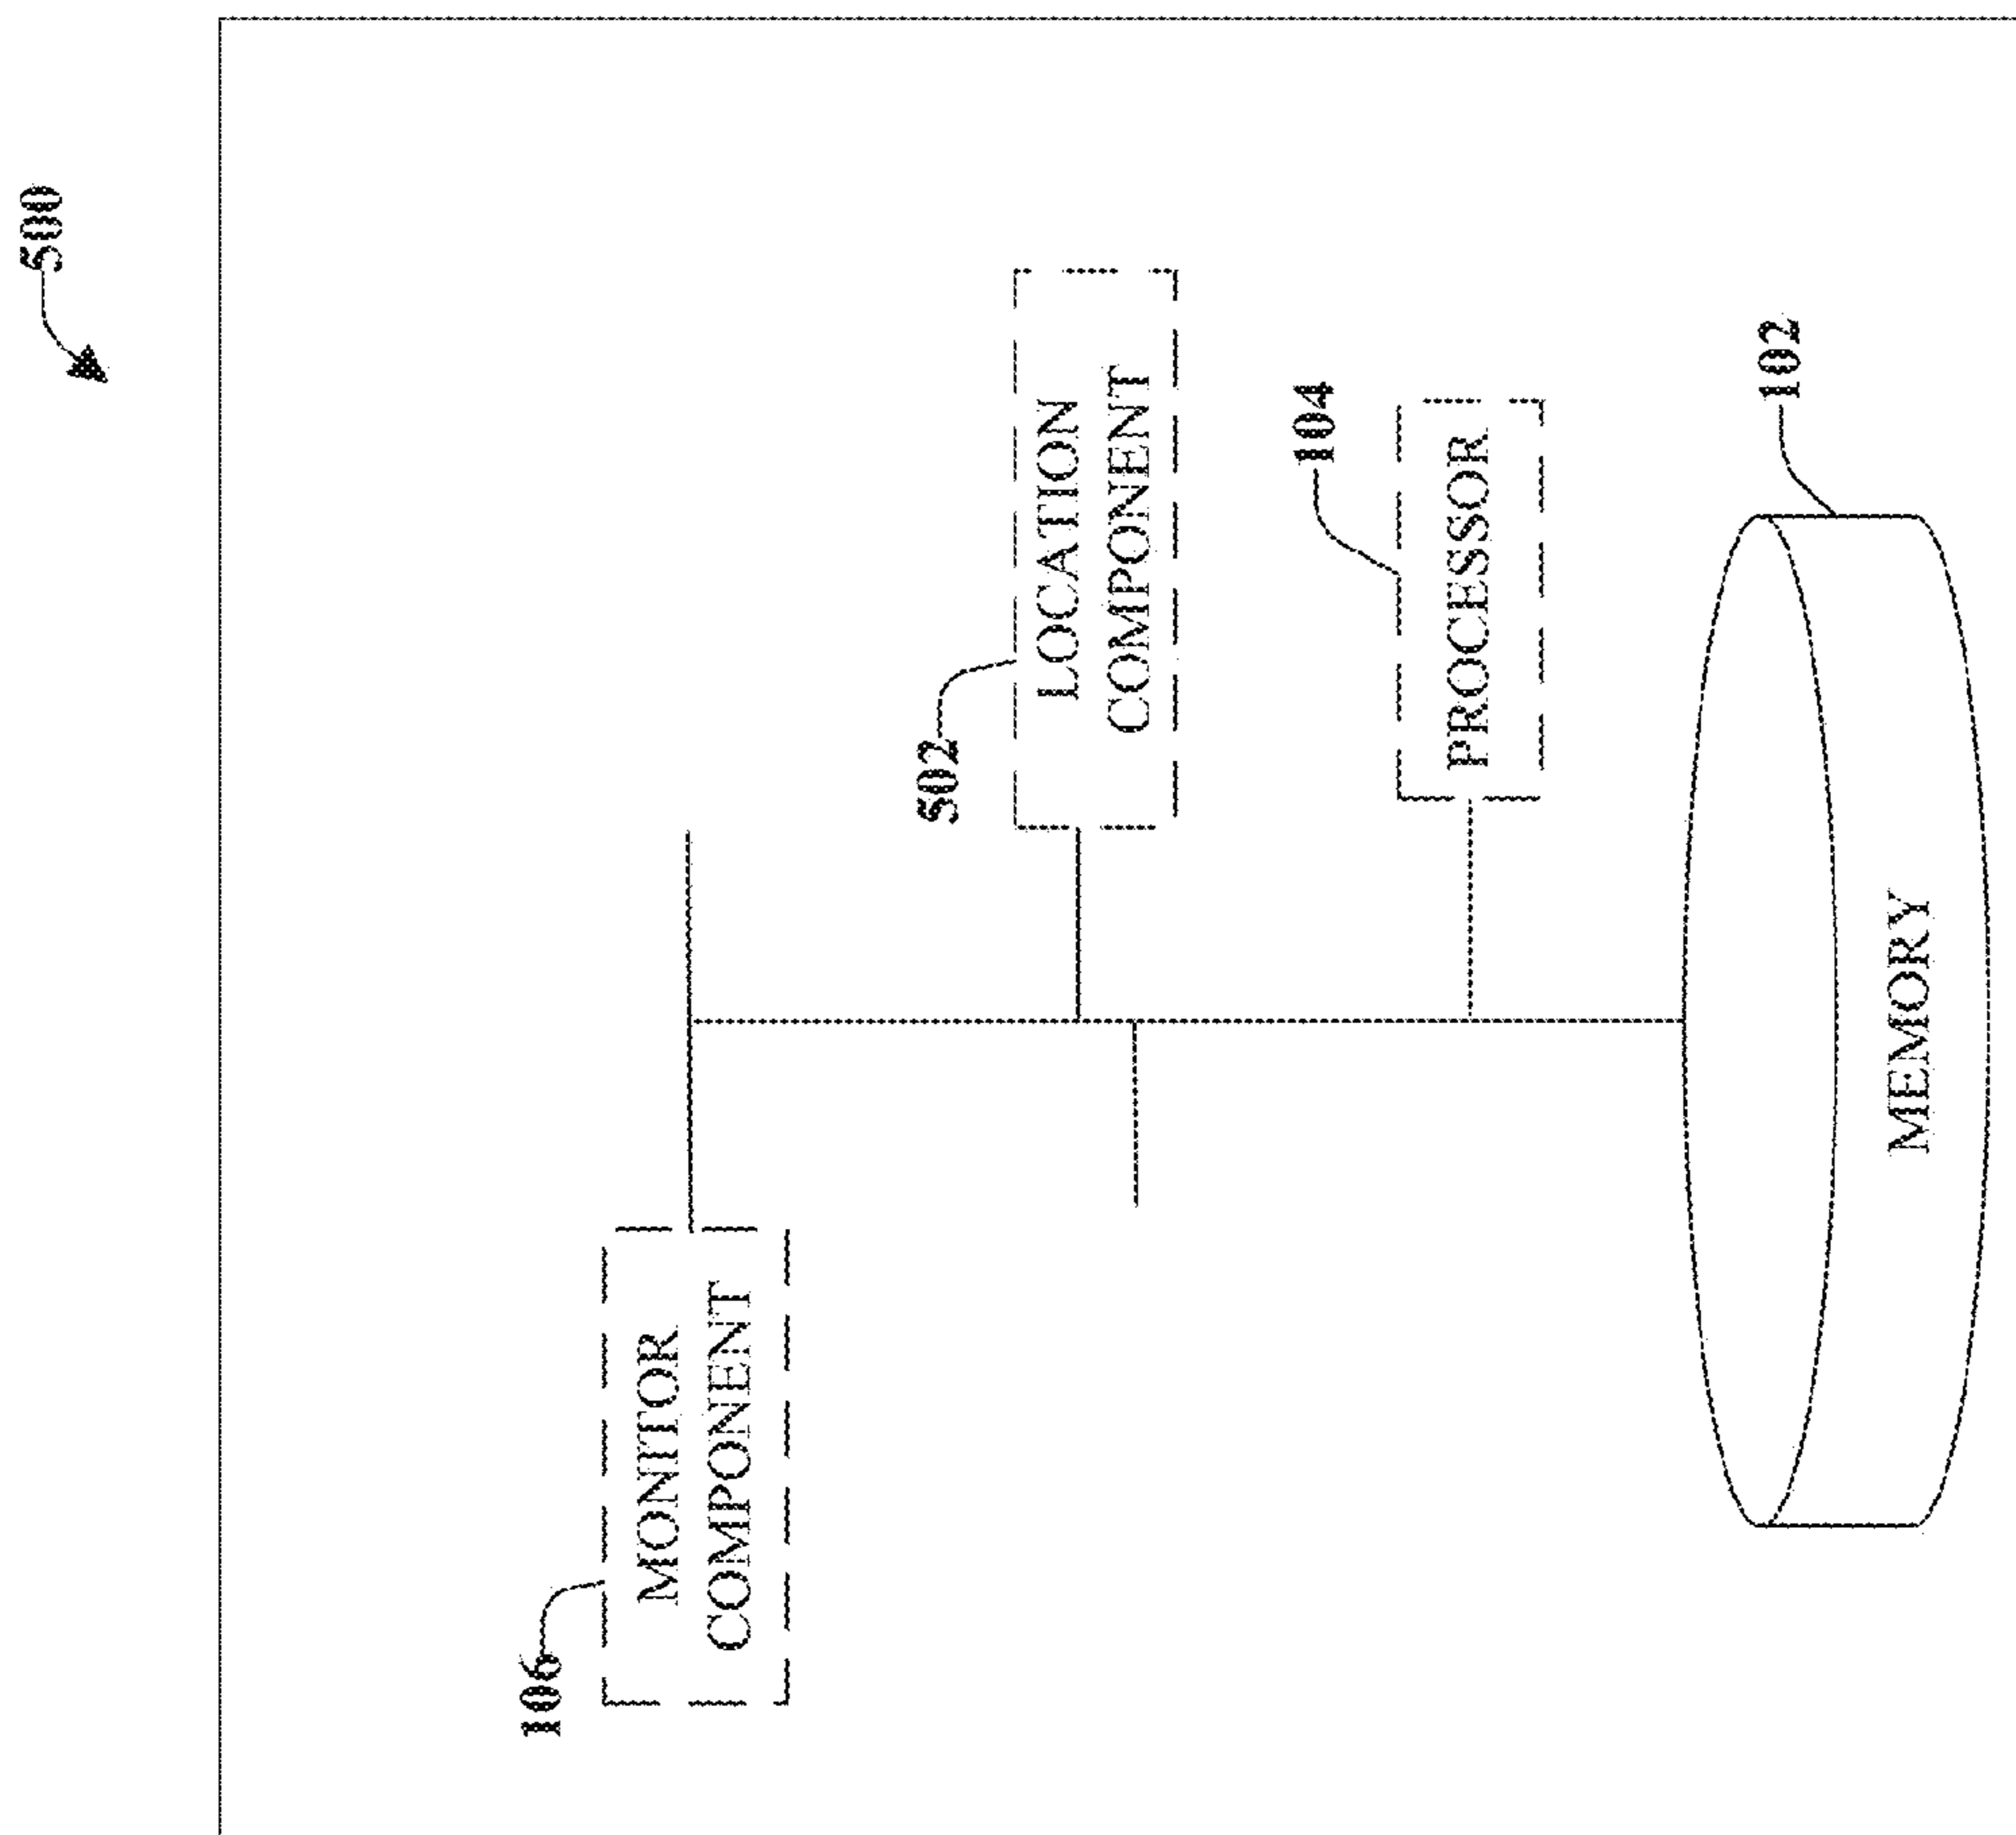 500
106
MONITOR
COMPONENT
502
LOCATION
COMPONENT
104
PROCESSOR
102
MEMORY